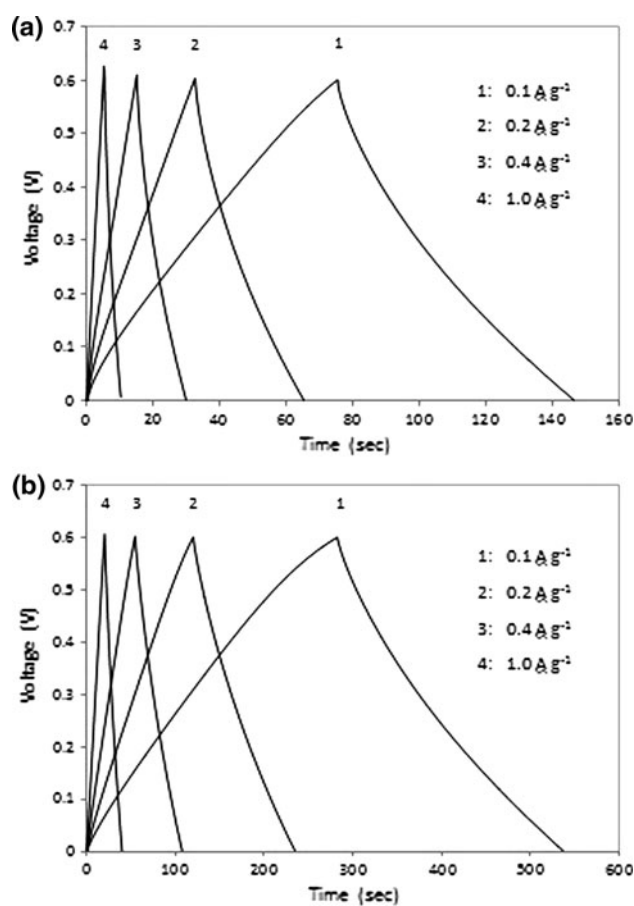 (a)
0.7
0.6
0.5
0.4
0.3
0.2
0.1
0
Voltage (V)
4 3 2 1
1: 0.1 A g⁻¹
2: 0.2 A g⁻¹
3: 0.4 A g⁻¹
4: 1.0 A g⁻¹
0 20 40 60 80 100 120 140 160
Time (sec)
(b)
0.7
0.6
0.5
0.4
0.3
0.2
0.1
0
Voltage (V)
4 3 2 1
1: 0.1 A g⁻¹
2: 0.2 A g⁻¹
3: 0.4 A g⁻¹
4: 1.0 A g⁻¹
0 100 200 300 400 500 600
Time (sec)